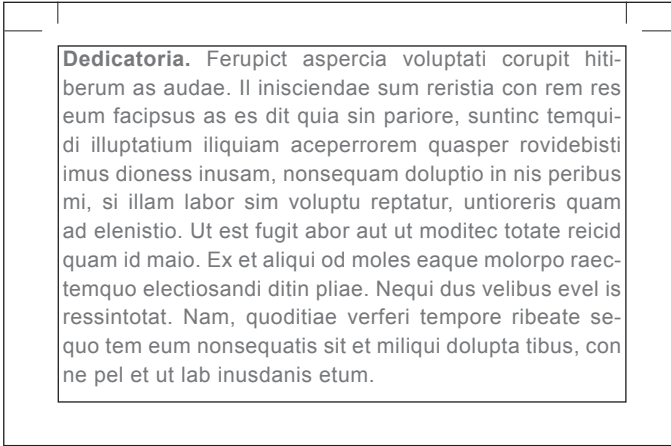 Dedicatoria. Ferupict aspercia voluptati corupit hiti-
berum as audae. Il inisciendae sum reristia con rem res
eum facipsus as es dit quia sin pariore, suntinc temqui-
di illuptatium iliquiam aceperrorem quasper rovidebisti
imus dioness inusam, nonsequam doluptio in nis peribus
mi, si illam labor sim voluptu reptatur, untioreris quam
ad elenistio. Ut est fugit abor aut ut moditec totate reicid
quam id maio. Ex et aliqui od moles eaque molorpo raec-
temquo electiosandi ditin pliae. Nequi dus velibus evel is
ressintotat. Nam, quoditiae verferi tempore ribeate se-
quo tem eum nonsequatis sit et miliqui dolupta tibus, con
ne pel et ut lab inusdanis etum.